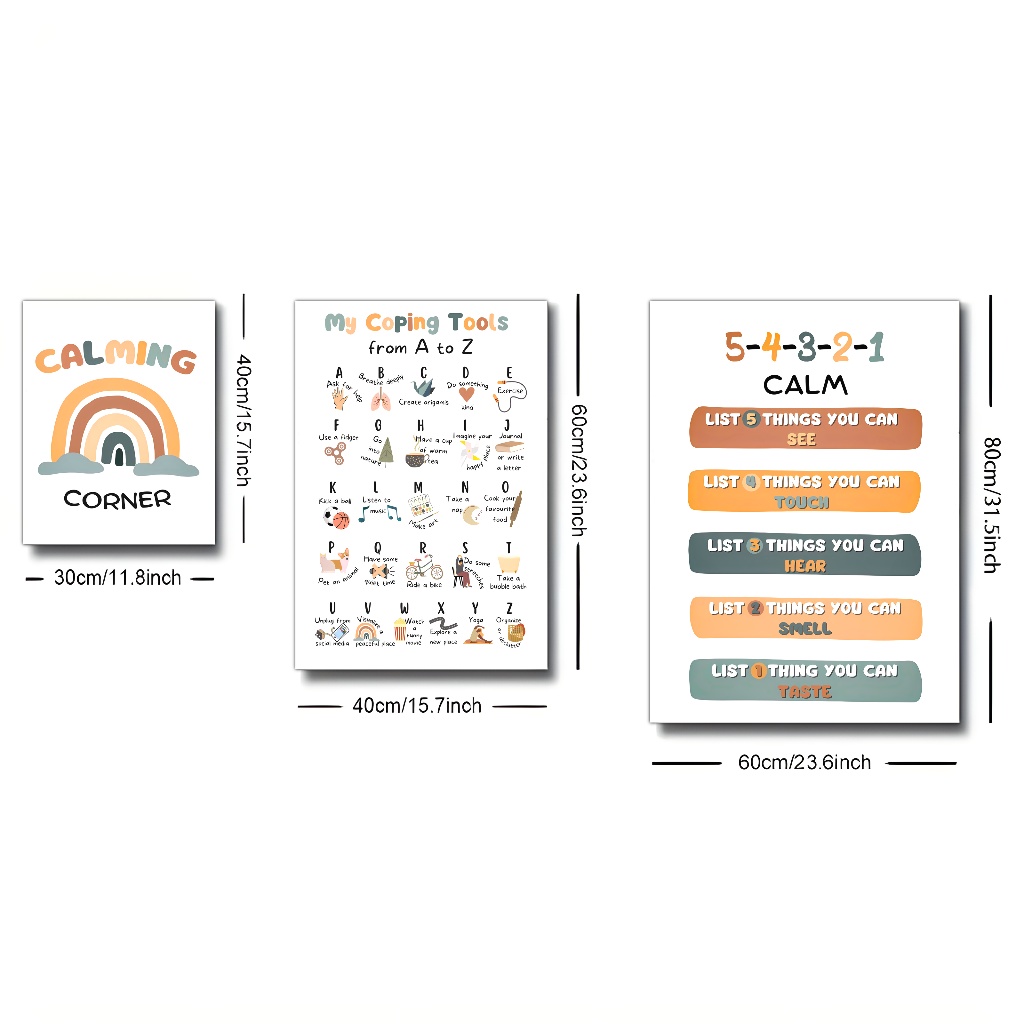 CALMING
CORNER
40cm/15.7inch
30cm/11.8inch
My Coping Tools
from A to Z
A B C D E
Ask for help
Breathe deeply
Create origamis
Do something
kind
Exercise
F G H I J
Use a fidget
Go
into
nature
Have a cup
of warm
tea
Imagine your
happy place
Journal
or write
a letter
K L M N O
Kick a ball
Listen to
music
Make art
Take a
nap
Cook your
favourite
food
P Q R S T
Pet an animal
Have some
quiet time
Ride a bike
Do some
stretches
Take a
bubble bath
U V W X Y Z
Unplug from
social media
Visualize a
peaceful place
Watch
a
funny
movie
Explore a
new place
Yoga
Organize
60cm/23.6inch
40cm/15.7inch
5-4-3-2-1
CALM
LIST 5 THINGS YOU CAN
SEE
LIST 4 THINGS YOU CAN
TOUCH
LIST 3 THINGS YOU CAN
HEAR
LIST 2 THINGS YOU CAN
SMELL
LIST 1 THING YOU CAN
TASTE
80cm/31.5inch
60cm/23.6inch